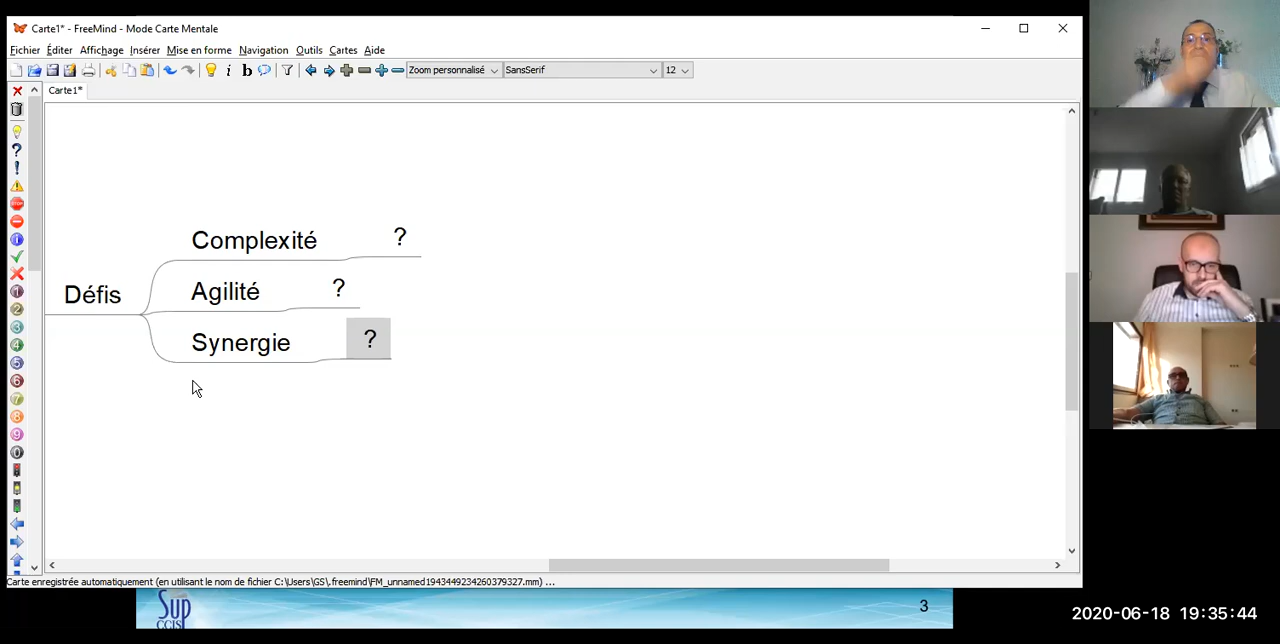 Carte1* - FreeMind - Mode Carte Mentale
Fichier Éditer Affichage Insérer Mise en forme Navigation Outils Cartes Aide
Zoom personnalisé SansSerif 12
Carte1*
Complexité ?
Défis Agilité ?
Synergie ?
Carte enregistrée automatiquement (en utilisant le nom de fichier C:\Users\GS\.freemind\FM_unnamed1943449234260379327.mm) ...
Sup
CCIS
3
2020-06-18 19:35:44